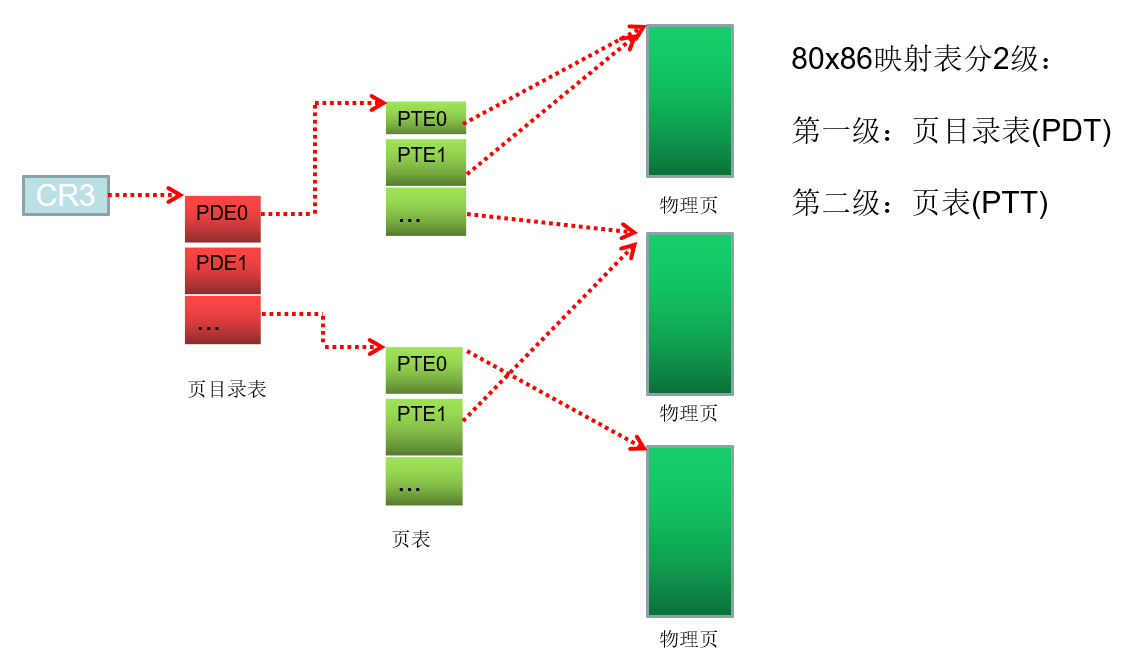 CR3
PDE0
PDE1
...
页目录表
PTE0
PTE1
...
PTE0
PTE1
...
页表
物理页
物理页
物理页
80x86映射表分2级：
第一级：页目录表(PDT)
第二级：页表(PTT)